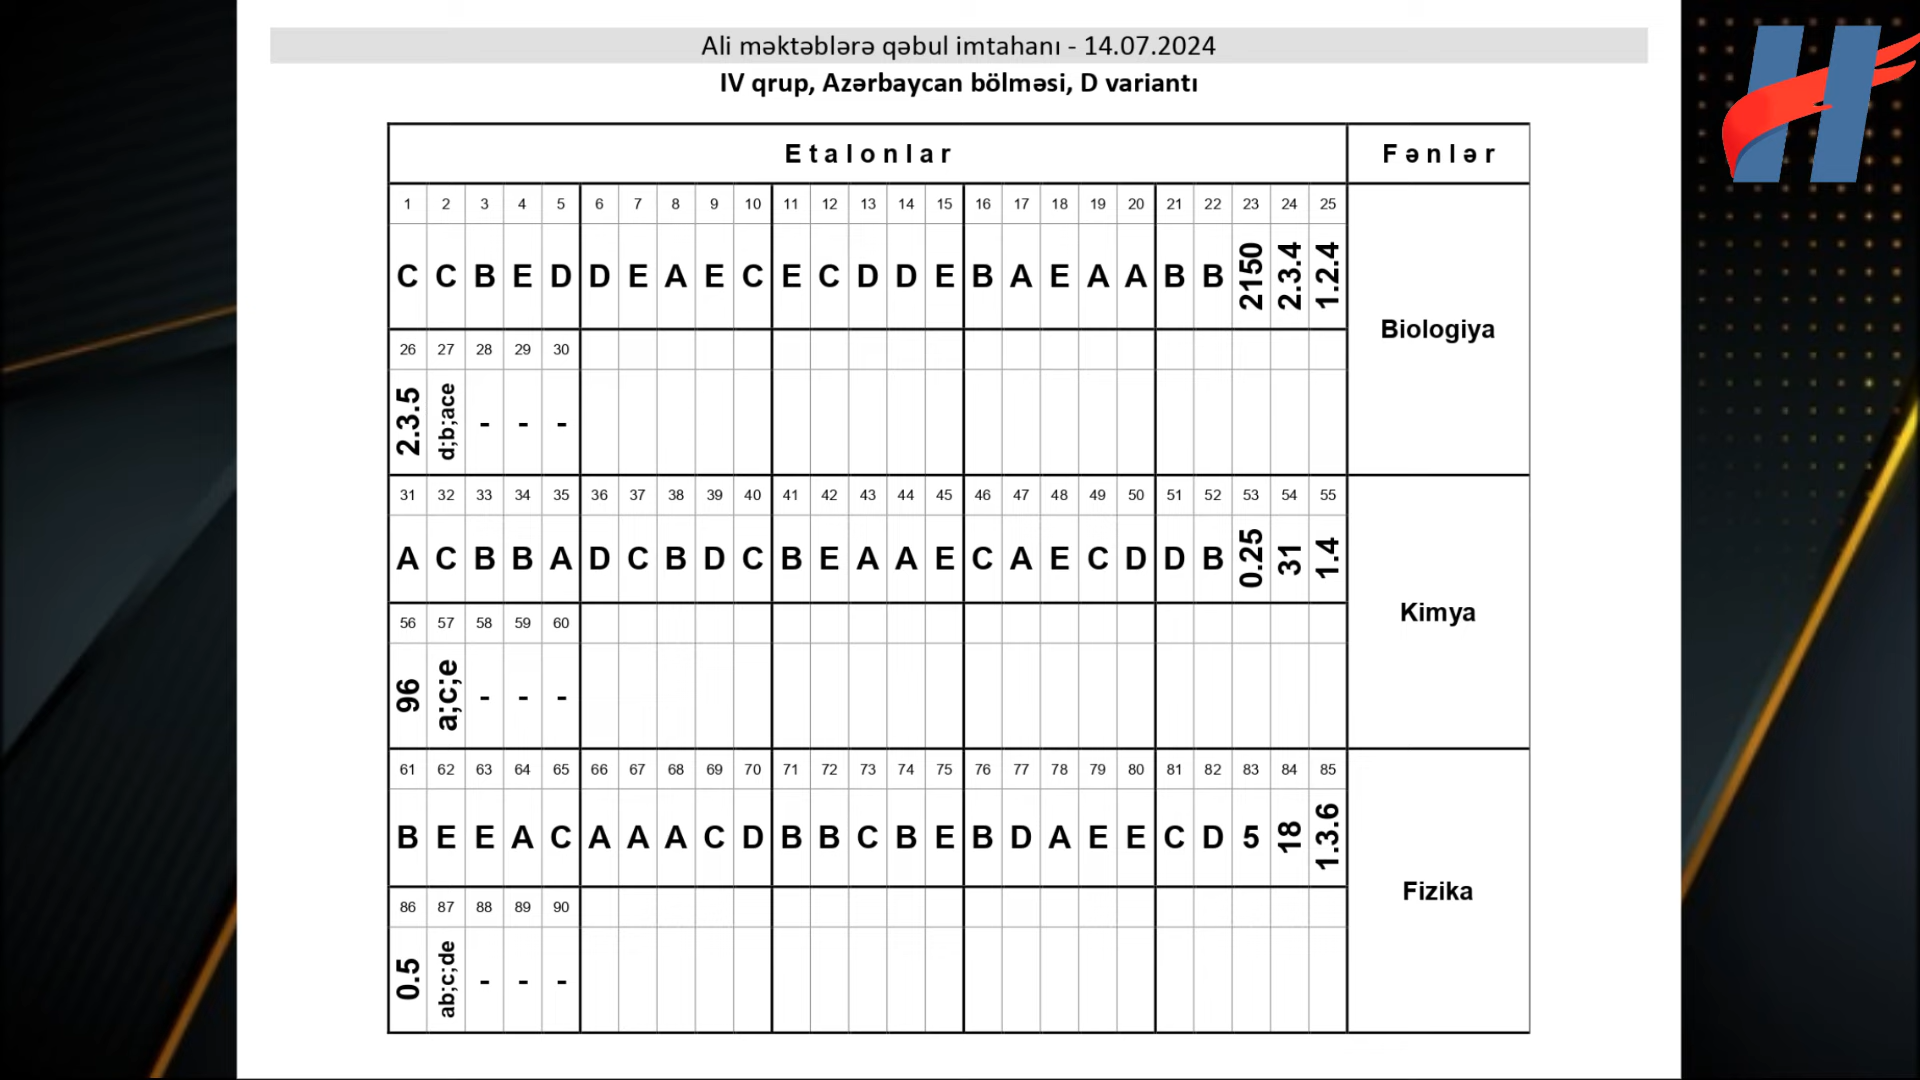 Ali məktəblərə qəbul imtahanı - 14.07.2024
IV qrup, Azərbaycan bölməsi, D variantı
Etalonlar Fənlər
1 2 3 4 5 6 7 8 9 10 11 12 13 14 15 16 17 18 19 20 21 22 23 24 25
C C B E D D E A E C E C D D E B A E A A B B 2150 2.3.4 1.2.4
Biologiya
26 27 28 29 30
2.3.5 d;b;ace - - -
31 32 33 34 35 36 37 38 39 40 41 42 43 44 45 46 47 48 49 50 51 52 53 54 55
A C B B A D C B D C B E A A E C A E C D D B 0.25 31 1.4
Kimya
56 57 58 59 60
96 a;c;e - - -
61 62 63 64 65 66 67 68 69 70 71 72 73 74 75 76 77 78 79 80 81 82 83 84 85
B E E A C A A A C D B B C B E B D A E E C D 5 18 1.3.6
Fizika
86 87 88 89 90
0.5 ab;c;de - - -